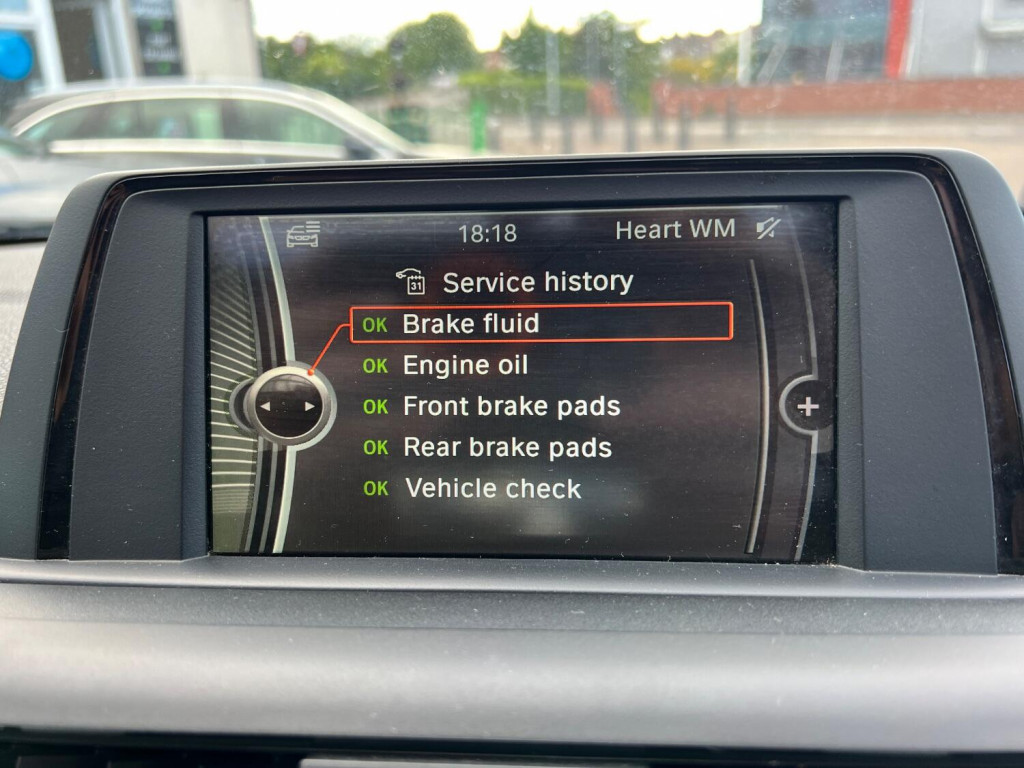 18:18
Heart WM
31 Service history
OK Brake fluid
OK Engine oil
OK Front brake pads
OK Rear brake pads
OK Vehicle check